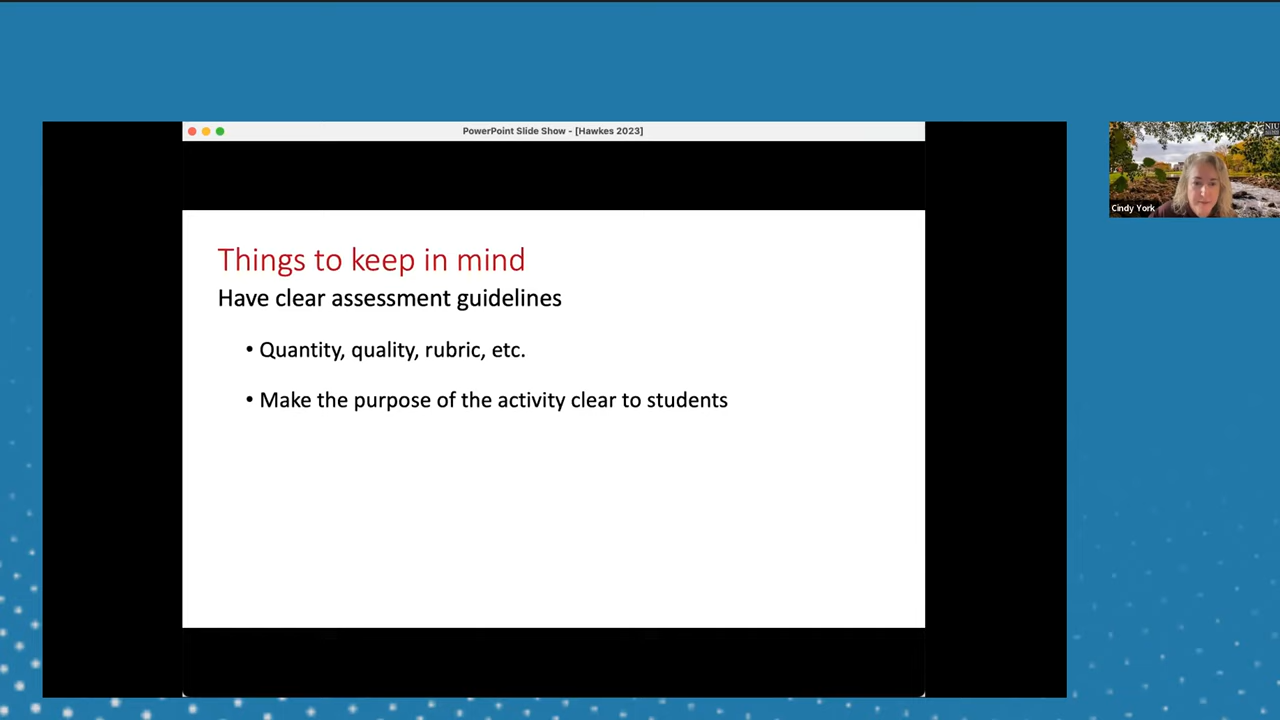 PowerPoint Slide Show - [Hawkes 2023]
NIU
Cindy York
Things to keep in mind
Have clear assessment guidelines
• Quantity, quality, rubric, etc.
• Make the purpose of the activity clear to students